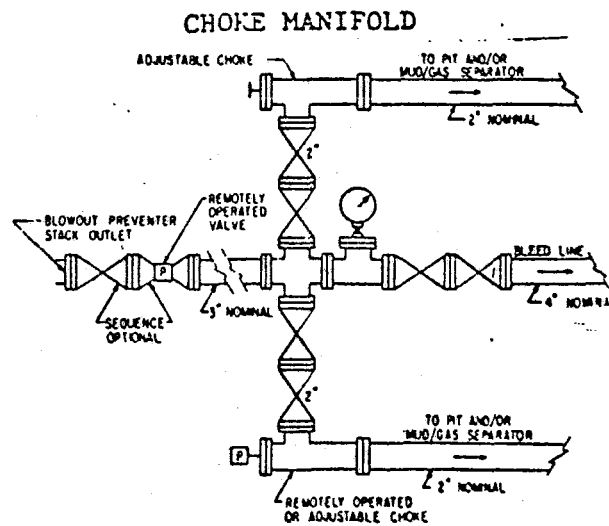 CHOKE MANIFOLD
ADJUSTABLE CHOKE
TO PIT AND/OR
MUD/GAS SEPARATOR
2" NOMINAL
2"
REMOTELY
OPERATED
VALVE
BLOWOUT PREVENTER
STACK OUTLET
P
SEQUENCE
OPTIONAL
3" NOMINAL
BLEED LINE
4" NOMINA
2"
TO PIT AND/OR
MUD/GAS SEPARATOR
P
2" NOMINAL
REMOTELY OPERATED
OR ADJUSTABLE CHOKE